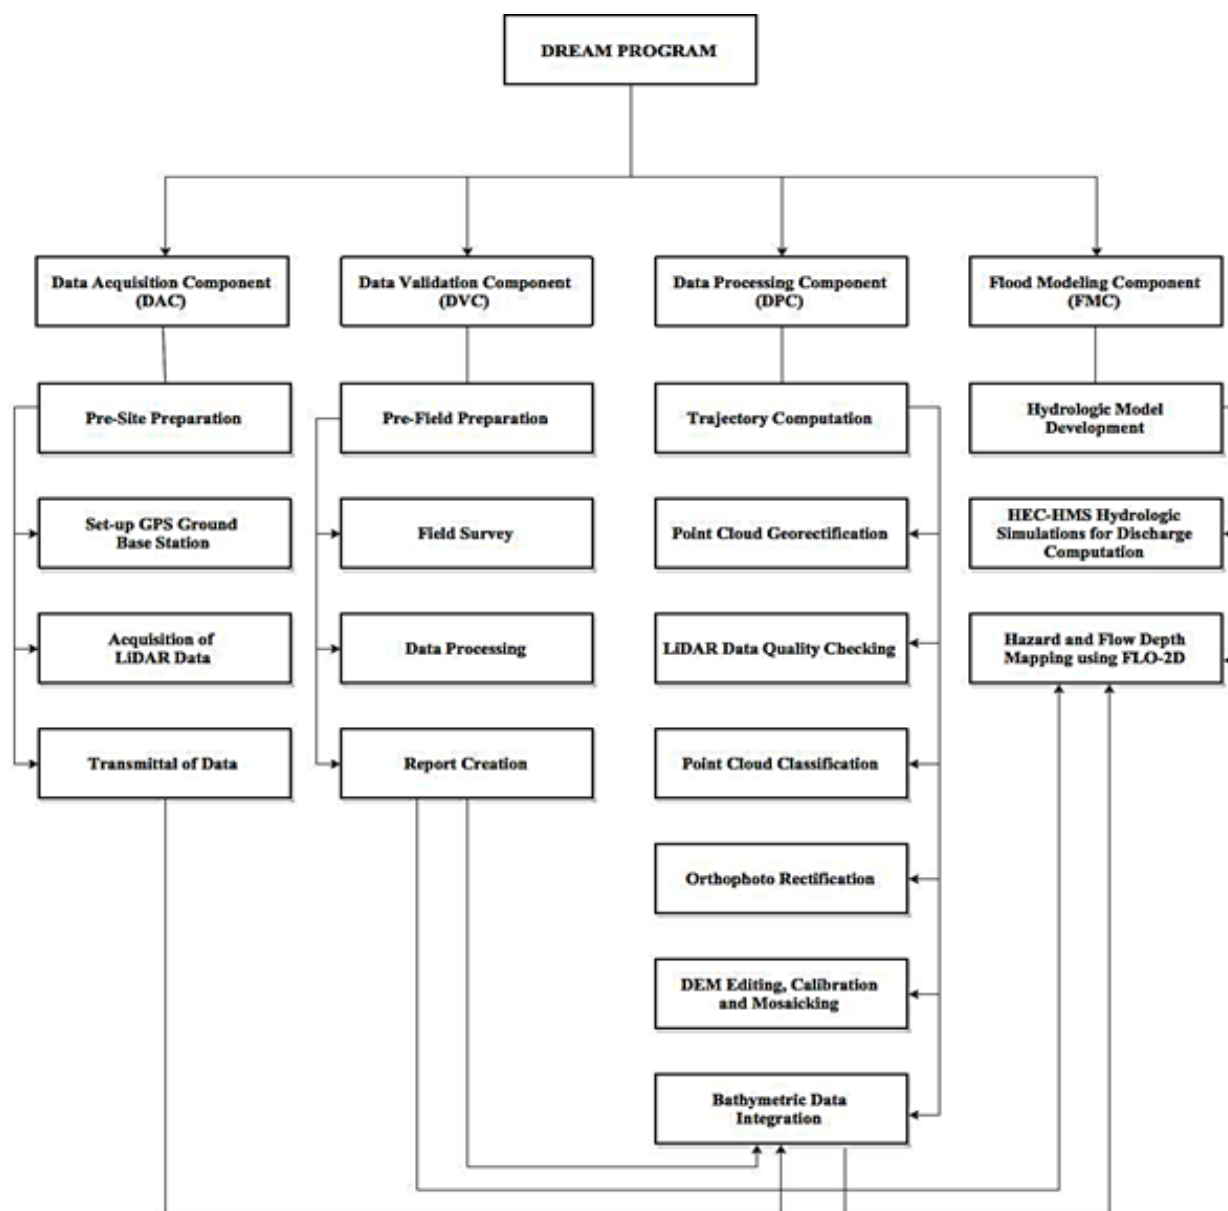 DREAM PROGRAM
Data Acquisition Component
(DAC)
Data Validation Component
(DVC)
Data Processing Component
(DPC)
Flood Modeling Component
(FMC)
Pre-Site Preparation
Pre-Field Preparation
Trajectory Computation
Hydrologic Model
Development
Set-up GPS Ground
Base Station
Field Survey
Point Cloud Georectification
HEC-HMS Hydrologic
Simulations for Discharge
Computation
Acquisition of
LiDAR Data
Data Processing
LiDAR Data Quality Checking
Hazard and Flow Depth
Mapping using FLO-2D
Transmittal of Data
Report Creation
Point Cloud Classification
Orthophoto Rectification
DEM Editing, Calibration
and Mosaicking
Bathymetric Data
Integration